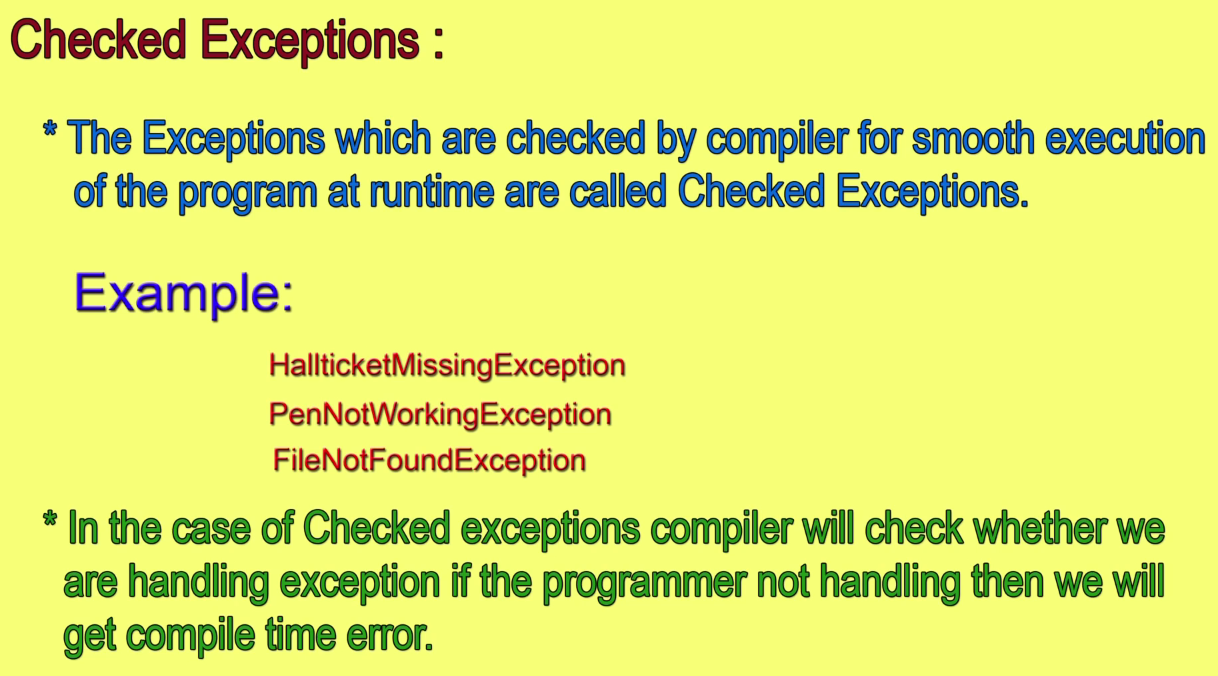 Checked Exceptions :
* The Exceptions which are checked by compiler for smooth execution
of the program at runtime are called Checked Exceptions.
Example:
HallticketMissingException
PenNotWorkingException
FileNotFoundException
* In the case of Checked exceptions compiler will check whether we
are handling exception if the programmer not handling then we will
get compile time error.